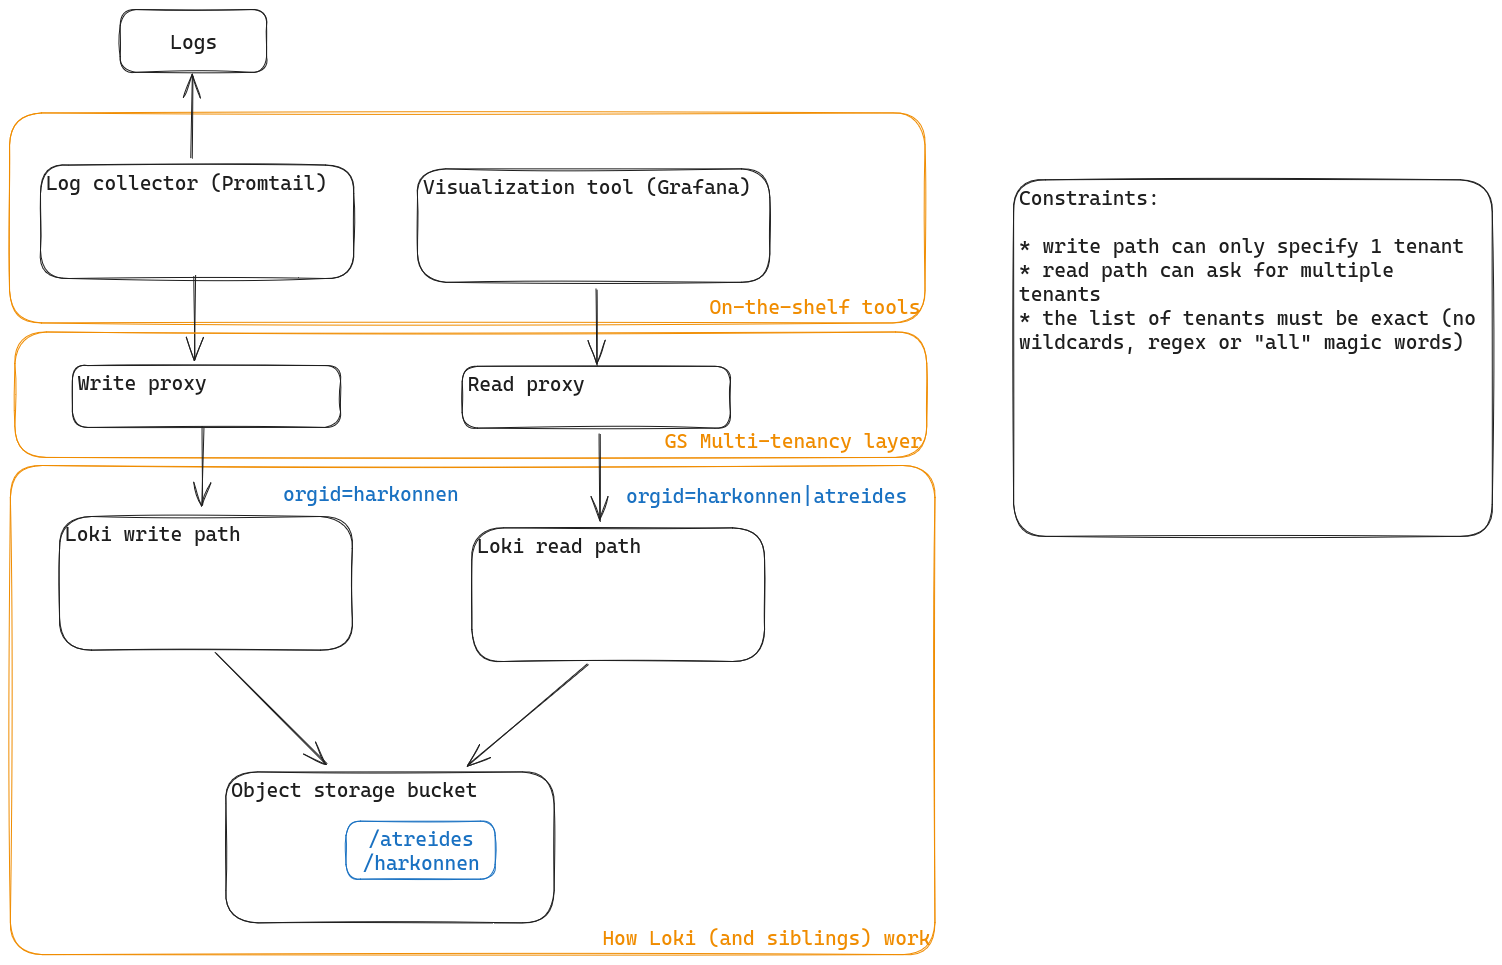 Logs
Log collector (Promtail)
Visualization tool (Grafana)
On-the-shelf tools
Write proxy
Read proxy
GS Multi-tenancy layer
orgid=harkonnen
orgid=harkonnen|atreides
Loki write path
Loki read path
Object storage bucket
/atreides
/harkonnen
How Loki (and siblings) work
Constraints:
* write path can only specify 1 tenant
* read path can ask for multiple
tenants
* the list of tenants must be exact (no
wildcards, regex or "all" magic words)